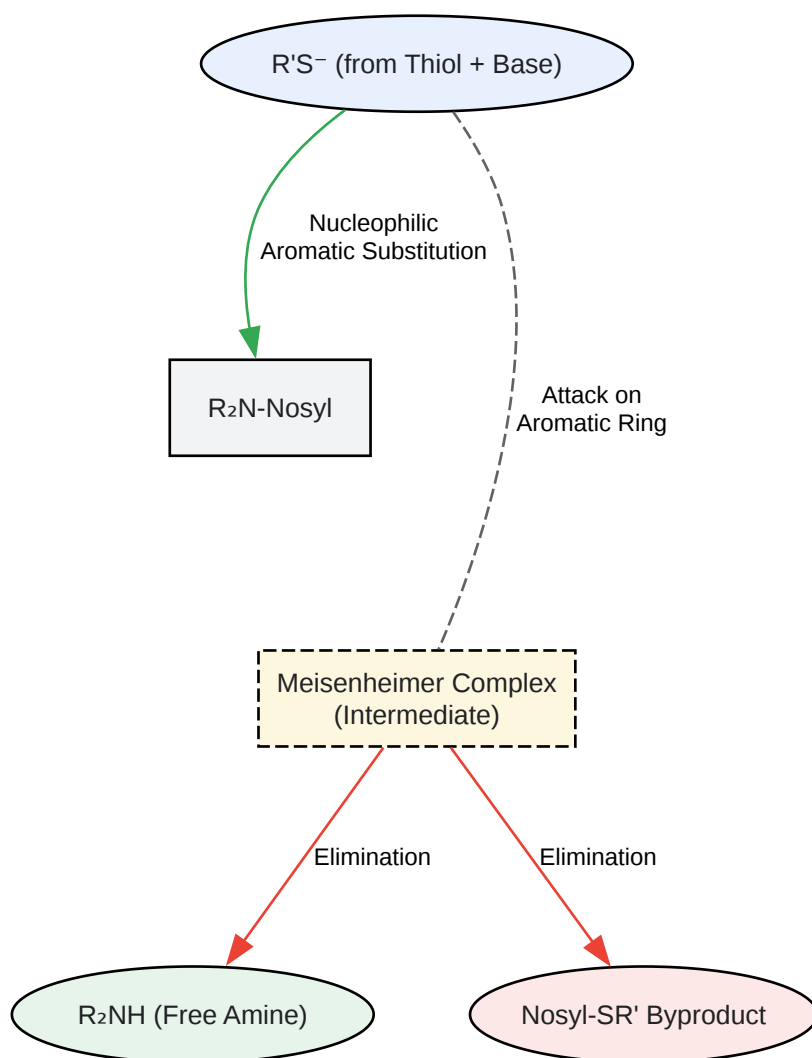 R'S⁻ (from Thiol + Base)
Nucleophilic
Aromatic Substitution
R₂N-Nosyl
Attack on
Aromatic Ring
Meisenheimer Complex
(Intermediate)
Elimination
Elimination
R₂NH (Free Amine)
Nosyl-SR' Byproduct